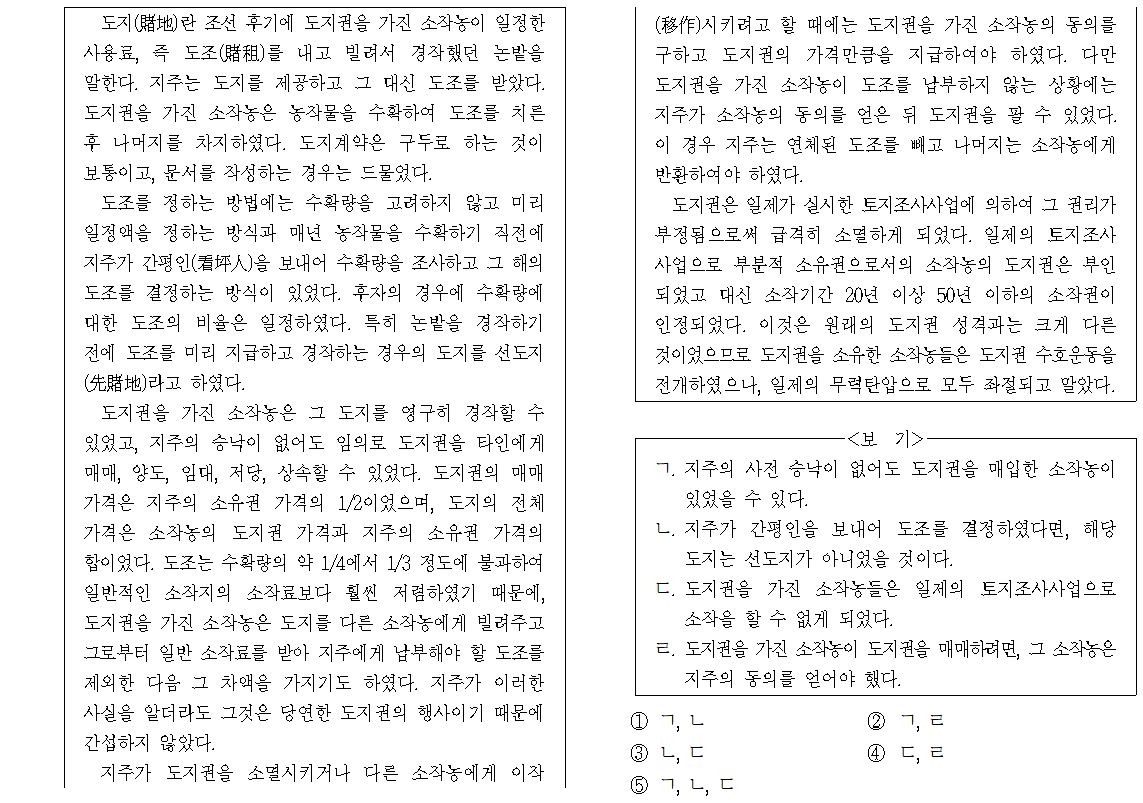 도지(賭地)란 조선 후기에 도지권을 가진 소작농이 일정한
사용료, 즉 도조(賭租)를 내고 빌려서 경작했던 논밭을
말한다. 지주는 도지를 제공하고 그 대신 도조를 받았다.
도지권을 가진 소작농은 농작물을 수확하여 도조를 치른
후 나머지를 차지하였다. 도지계약은 구두로 하는 것이
보통이고, 문서를 작성하는 경우는 드물었다.
도조를 정하는 방법에는 수확량을 고려하지 않고 미리
일정액을 정하는 방식과 매년 농작물을 수확하기 직전에
지주가 간평인(看坪人)을 보내어 수확량을 조사하고 그 해의
도조를 결정하는 방식이 있었다. 후자의 경우에 수확량에
대한 도조의 비율은 일정하였다. 특히 논밭을 경작하기
전에 도조를 미리 지급하고 경작하는 경우의 도지를 선도지
(先賭地)라고 하였다.
도지권을 가진 소작농은 그 도지를 영구히 경작할 수
있었고, 지주의 승낙이 없어도 임의로 도지권을 타인에게
매매, 양도, 임대, 저당, 상속할 수 있었다. 도지권의 매매
가격은 지주의 소유권 가격의 1/2이었으며, 도지의 전체
가격은 소작농의 도지권 가격과 지주의 소유권 가격의
합이었다. 도조는 수확량의 약 1/4에서 1/3 정도에 불과하여
일반적인 소작지의 소작료보다 훨씬 저렴하였기 때문에,
도지권을 가진 소작농은 도지를 다른 소작농에게 빌려주고
그로부터 일반 소작료를 받아 지주에게 납부해야 할 도조를
제외한 다음 그 차액을 가지기도 하였다. 지주가 이러한
사실을 알더라도 그것은 당연한 도지권의 행사이기 때문에
간섭하지 않았다.
지주가 도지권을 소멸시키거나 다른 소작농에게 이작
(移作)시키려고 할 때에는 도지권을 가진 소작농의 동의를
구하고 도지권의 가격만큼을 지급하여야 하였다. 다만
도지권을 가진 소작농이 도조를 납부하지 않는 상황에는
지주가 소작농의 동의를 얻은 뒤 도지권을 팔 수 있었다.
이 경우 지주는 연체된 도조를 빼고 나머지는 소작농에게
반환하여야 하였다.
도지권은 일제가 실시한 토지조사사업에 의하여 그 권리가
부정됨으로써 급격히 소멸하게 되었다. 일제의 토지조사
사업으로 부분적 소유권으로서의 소작농의 도지권은 부인
되었고 대신 소작기간 20년 이상 50년 이하의 소작권이
인정되었다. 이것은 원래의 도지권 성격과는 크게 다른
것이었으므로 도지권을 소유한 소작농들은 도지권 수호운동을
전개하였으나, 일제의 무력탄압으로 모두 좌절되고 말았다.
<보 기>
ㄱ. 지주의 사전 승낙이 없어도 도지권을 매입한 소작농이
있었을 수 있다.
ㄴ. 지주가 간평인을 보내어 도조를 결정하였다면, 해당
도지는 선도지가 아니었을 것이다.
ㄷ. 도지권을 가진 소작농들은 일제의 토지조사사업으로
소작을 할 수 없게 되었다.
ㄹ. 도지권을 가진 소작농이 도지권을 매매하려면, 그 소작농은
지주의 동의를 얻어야 했다.
① ㄱ, ㄴ ② ㄱ, ㄹ
③ ㄴ, ㄷ ④ ㄷ, ㄹ
⑤ ㄱ, ㄴ, ㄷ